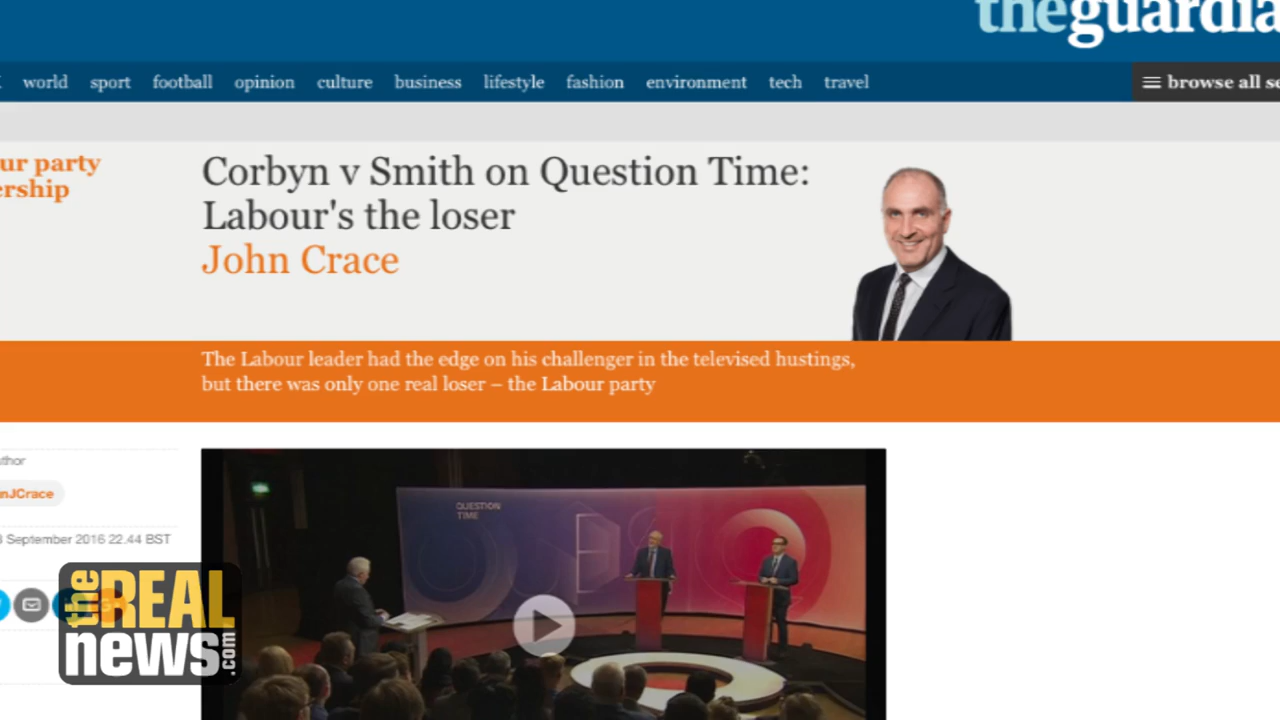 theguardia
world sport football opinion culture business lifestyle fashion environment tech travel
browse all se
ur party
ership
Corbyn v Smith on Question Time:
Labour's the loser
John Crace
The Labour leader had the edge on his challenger in the televised hustings,
but there was only one real loser – the Labour party
thor
nJCrace
September 2016 22.44 BST
QUESTION
TIME
the REAL
news.com